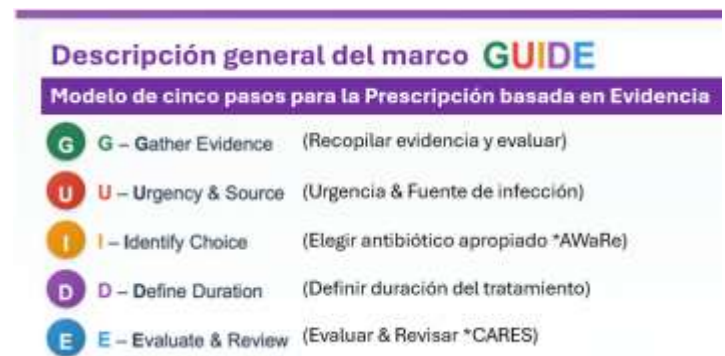 Descripción general del marco GUIDE
Modelo de cinco pasos para la Prescripción basada en Evidencia
G G – Gather Evidence (Recopilar evidencia y evaluar)
U U – Urgency & Source (Urgencia & Fuente de infección)
I I – Identify Choice (Elegir antibiótico apropiado *AWaRe)
D D – Define Duration (Definir duración del tratamiento)
E E – Evaluate & Review (Evaluar & Revisar *CARES)